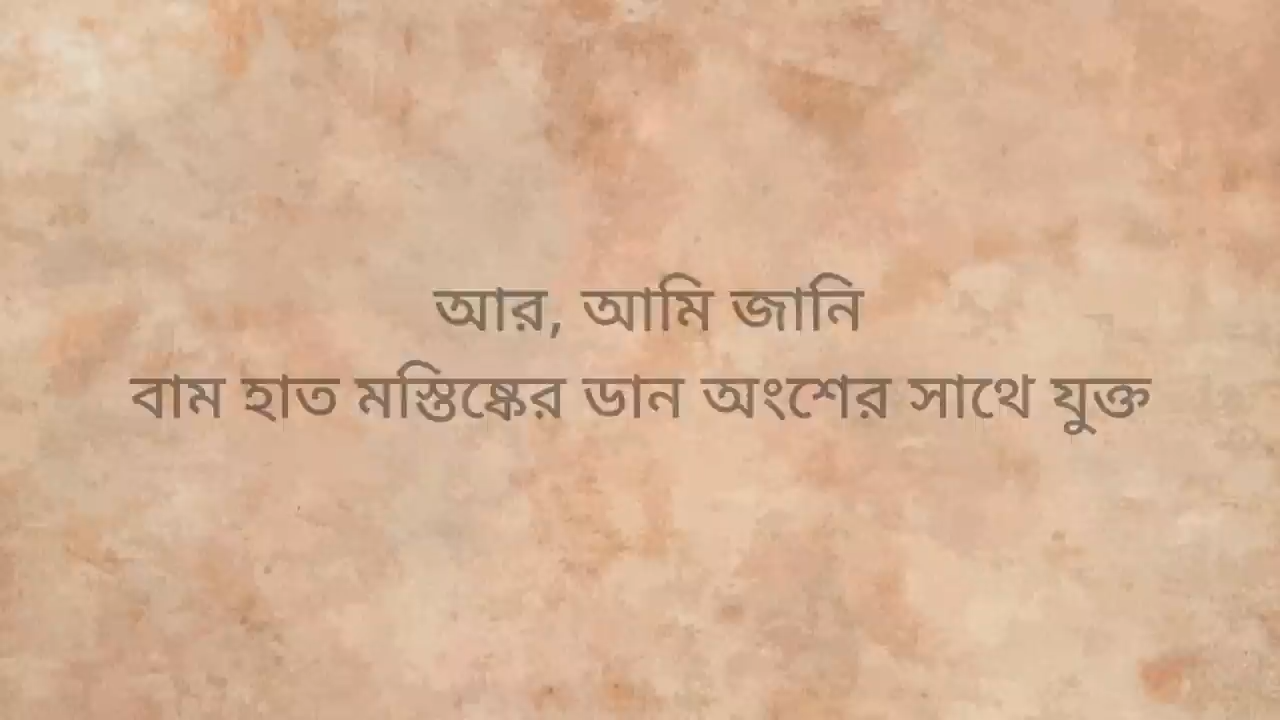 আর, আমি জানি
বাম হাত মস্তিষ্কের ডান অংশের সাথে যুক্ত